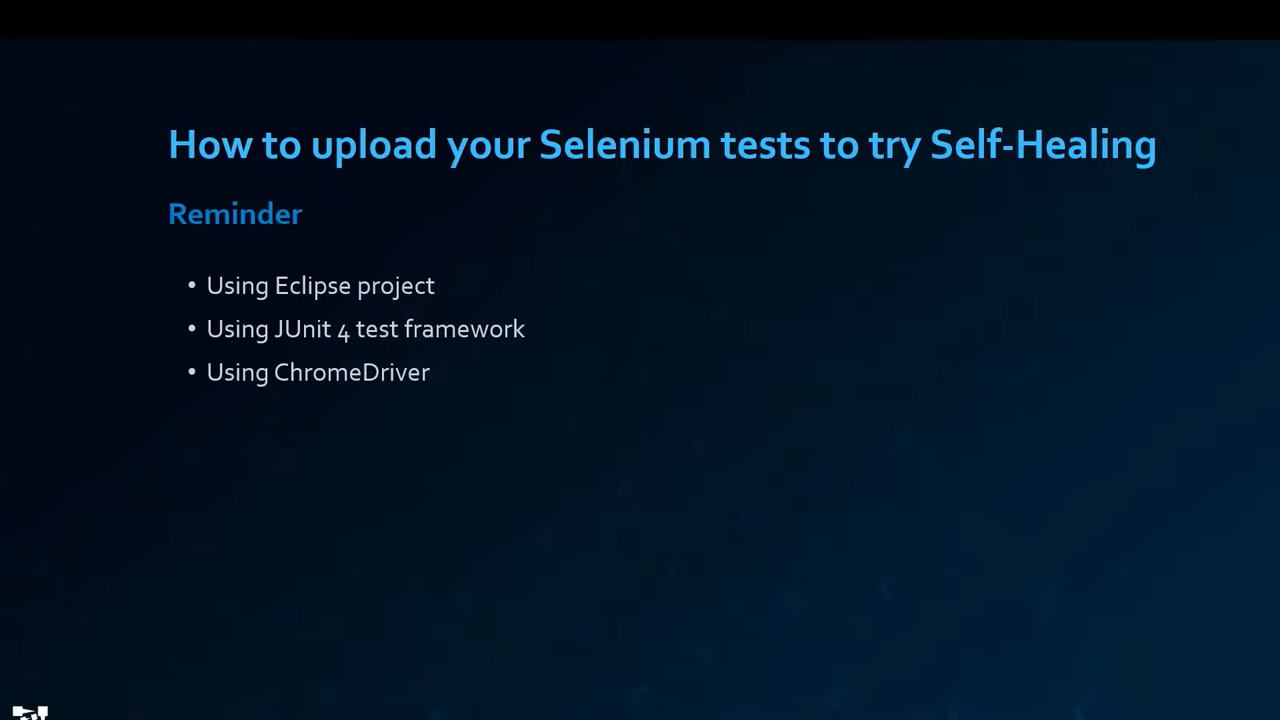 How to upload your Selenium tests to try Self-Healing
Reminder
• Using Eclipse project
• Using JUnit 4 test framework
• Using ChromeDriver